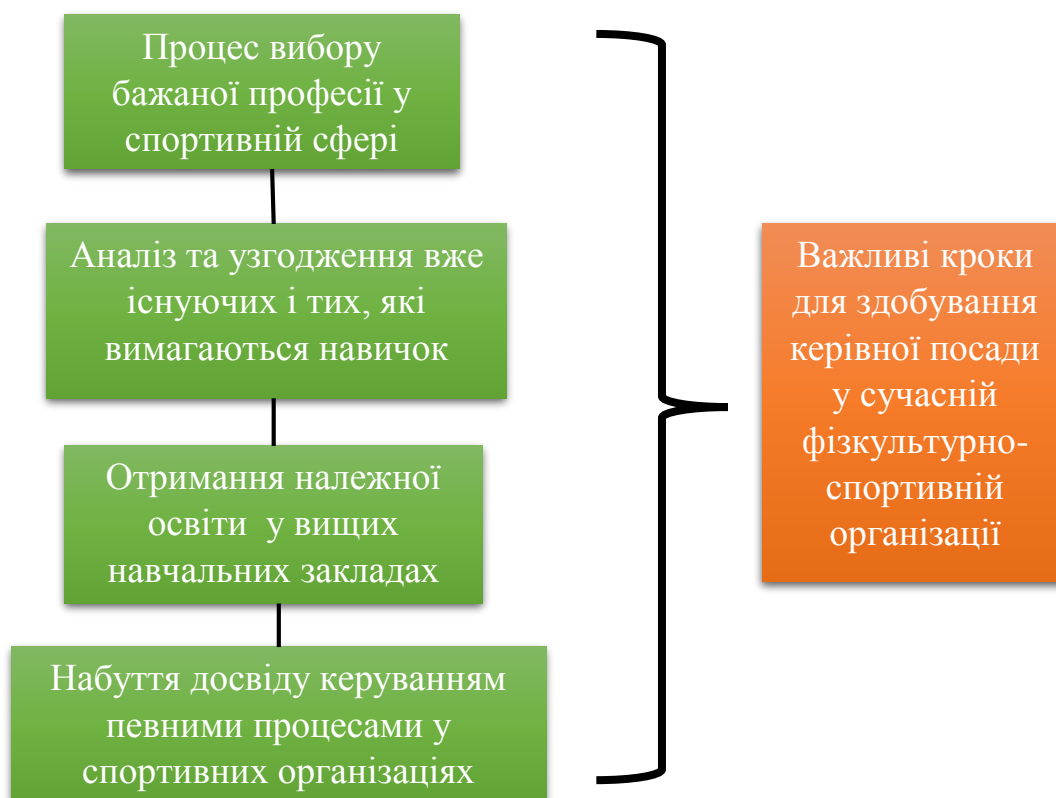 Процес вибору
бажаної професії у
спортивній сфері
Аналіз та узгодження вже
існуючих і тих, які
вимагаються навичок
Отримання належної
освіти у вищих
навчальних закладах
Набуття досвіду керуванням
певними процесами у
спортивних організаціях
Важливі кроки
для здобування
керівної посади
у сучасній
фізкультурно-
спортивній
організації